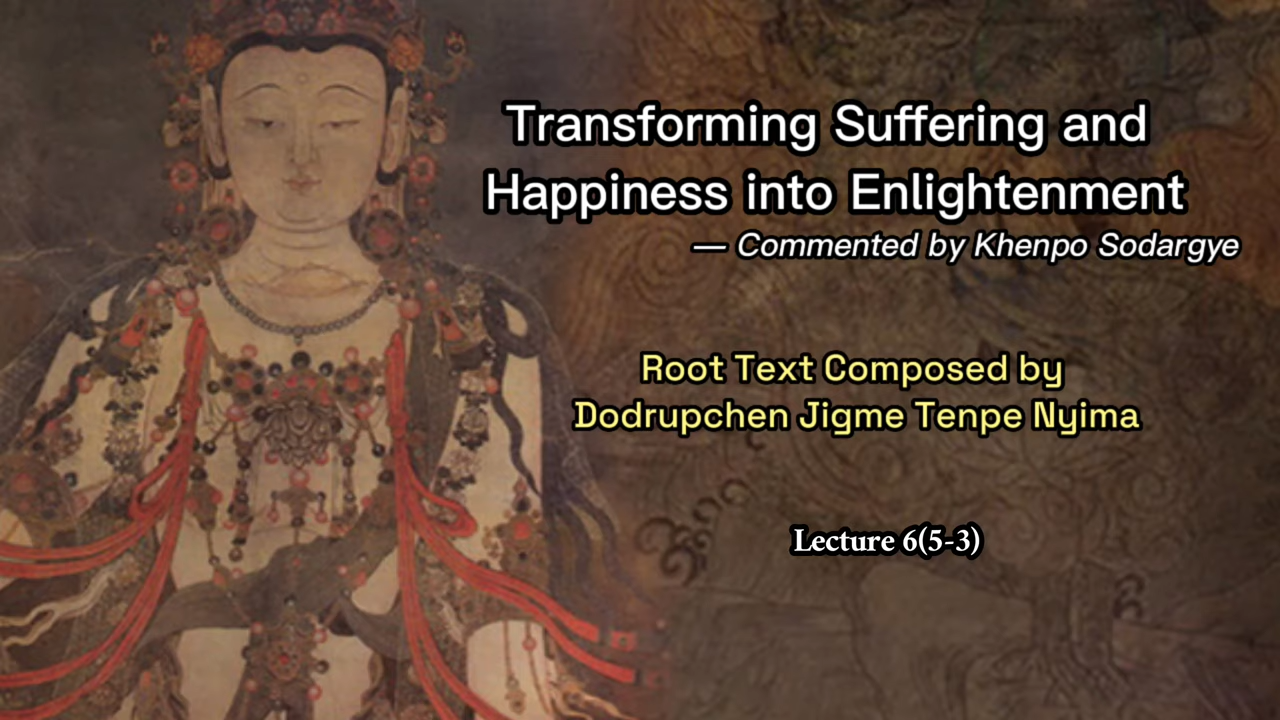 Transforming Suffering and
Happiness into Enlightenment
— Commented by Khenpo Sodargye
Root Text Composed by
Dodrupchen Jigme Tenpe Nyima
Lecture 6(5-3)